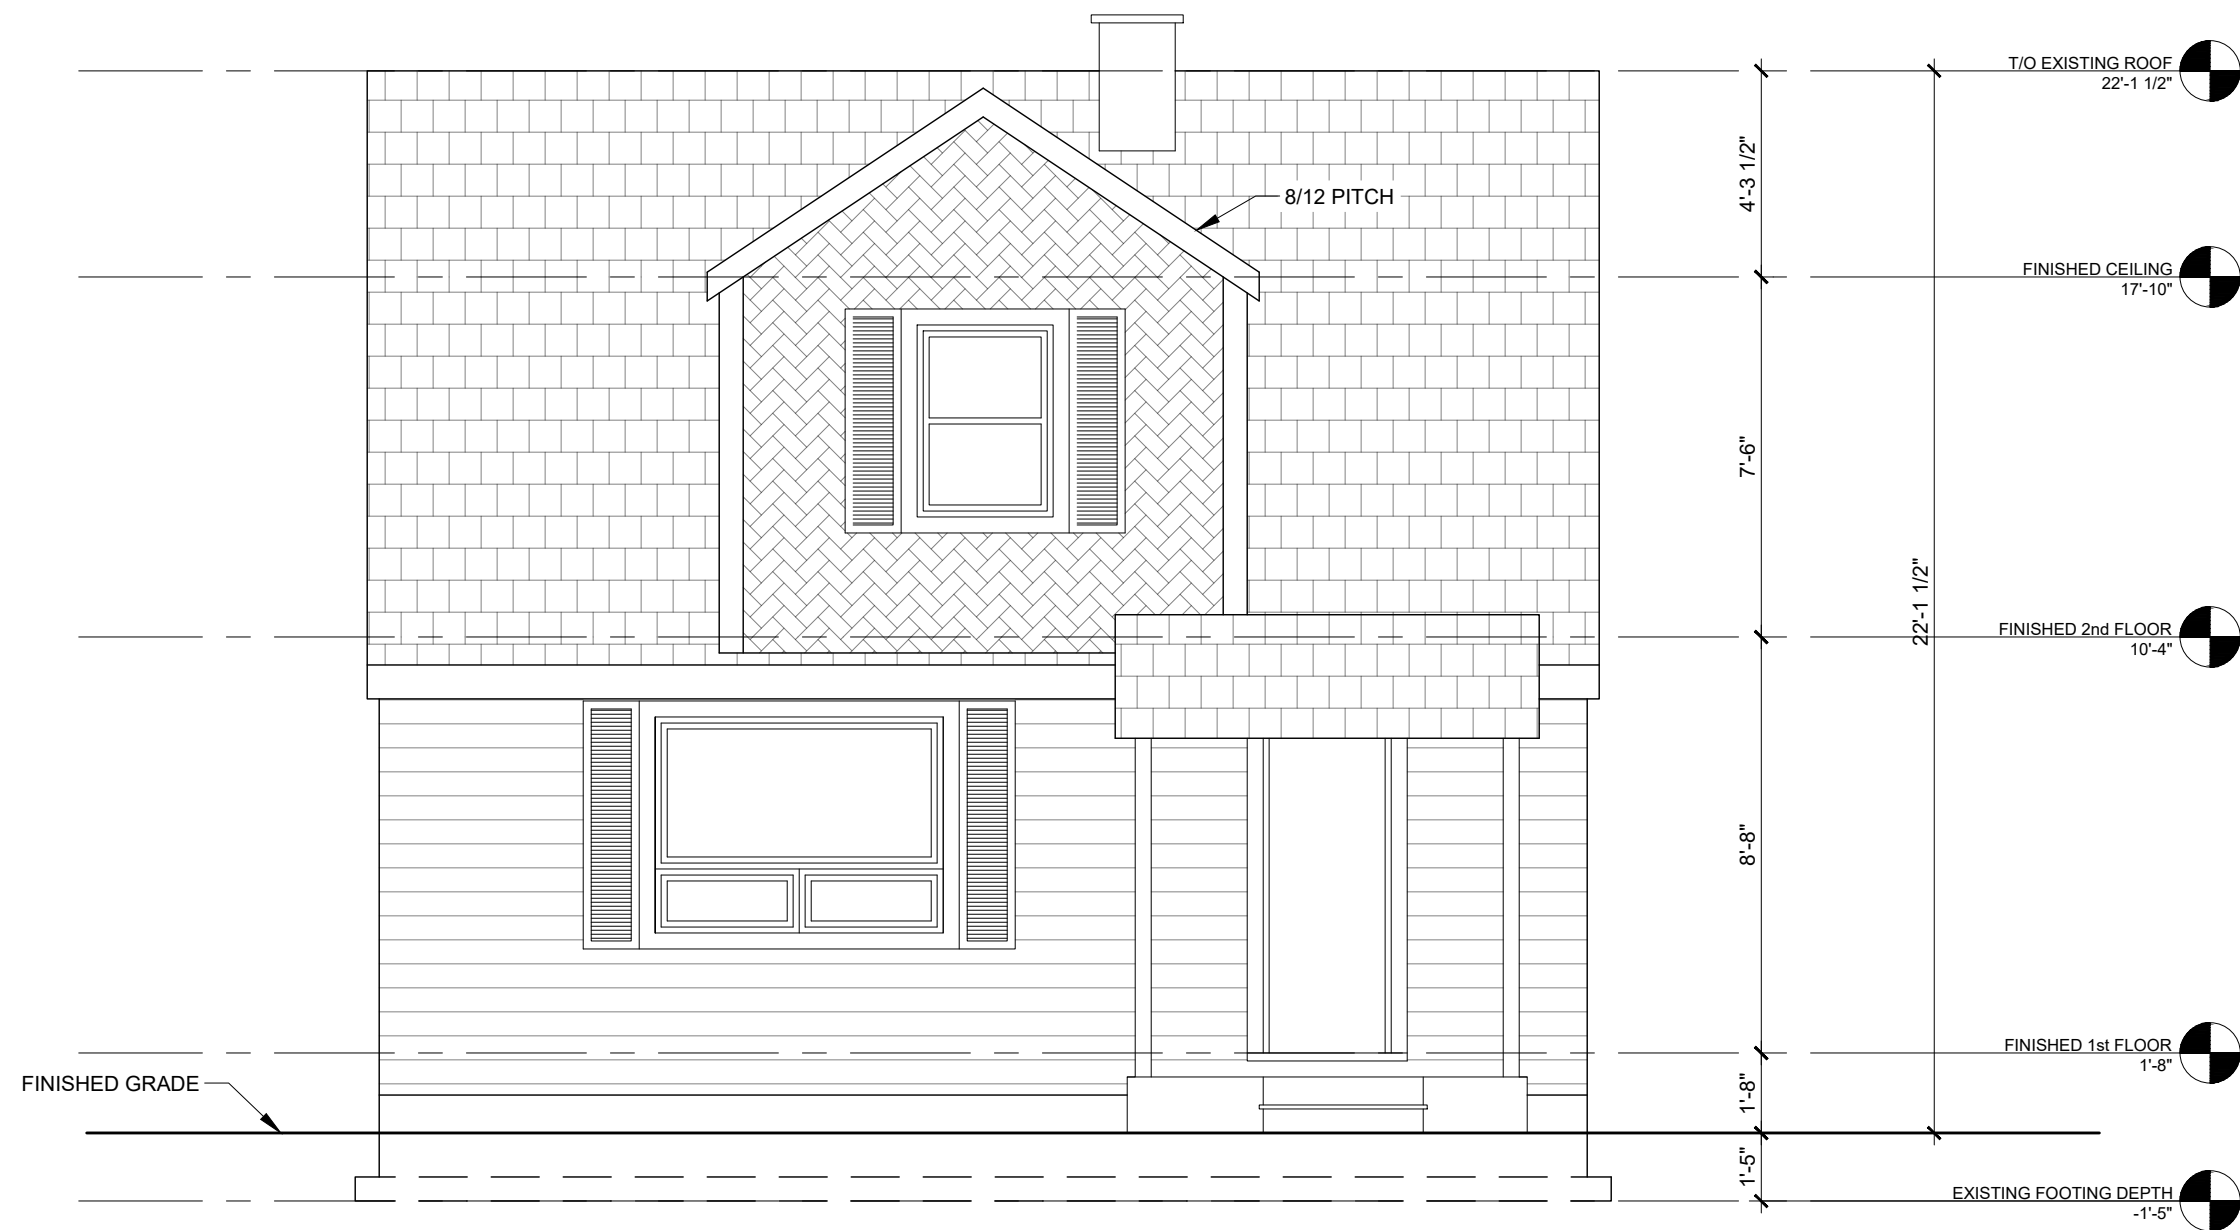 T/O EXISTING ROOF
22'-1 1/2"
4'-3 1/2"
8/12 PITCH
FINISHED CEILING
17'-10"
7'-6"
22'-1 1/2"
FINISHED 2nd FLOOR
10'-4"
8'-8"
FINISHED 1st FLOOR
1'-8"
FINISHED GRADE
1'-8"
1'-5"
EXISTING FOOTING DEPTH
-1'-5"